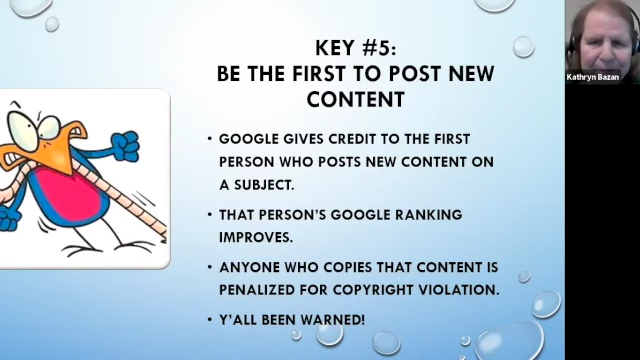 KEY #5:
BE THE FIRST TO POST NEW
CONTENT
• GOOGLE GIVES CREDIT TO THE FIRST
PERSON WHO POSTS NEW CONTENT ON
A SUBJECT.
• THAT PERSON'S GOOGLE RANKING
IMPROVES.
• ANYONE WHO COPIES THAT CONTENT IS
PENALIZED FOR COPYRIGHT VIOLATION.
• Y'ALL BEEN WARNED!
Kathryn Bazan